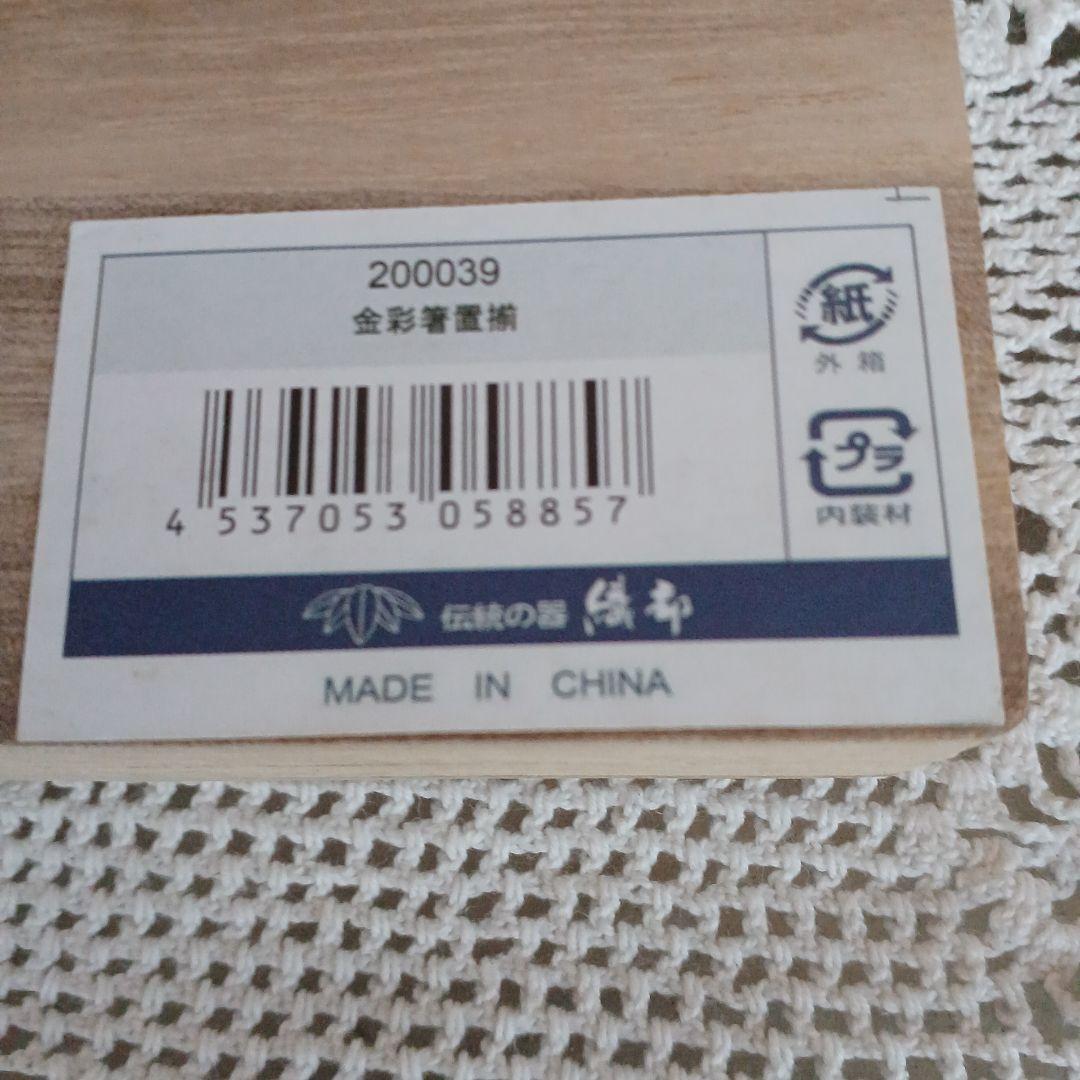 200039
金彩箸置揃
4 537053 058857
紙
外箱
プラ
内装材
伝統の器 織部
MADE IN CHINA